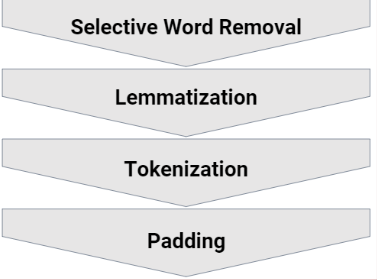 Selective Word Removal
Lemmatization
Tokenization
Padding